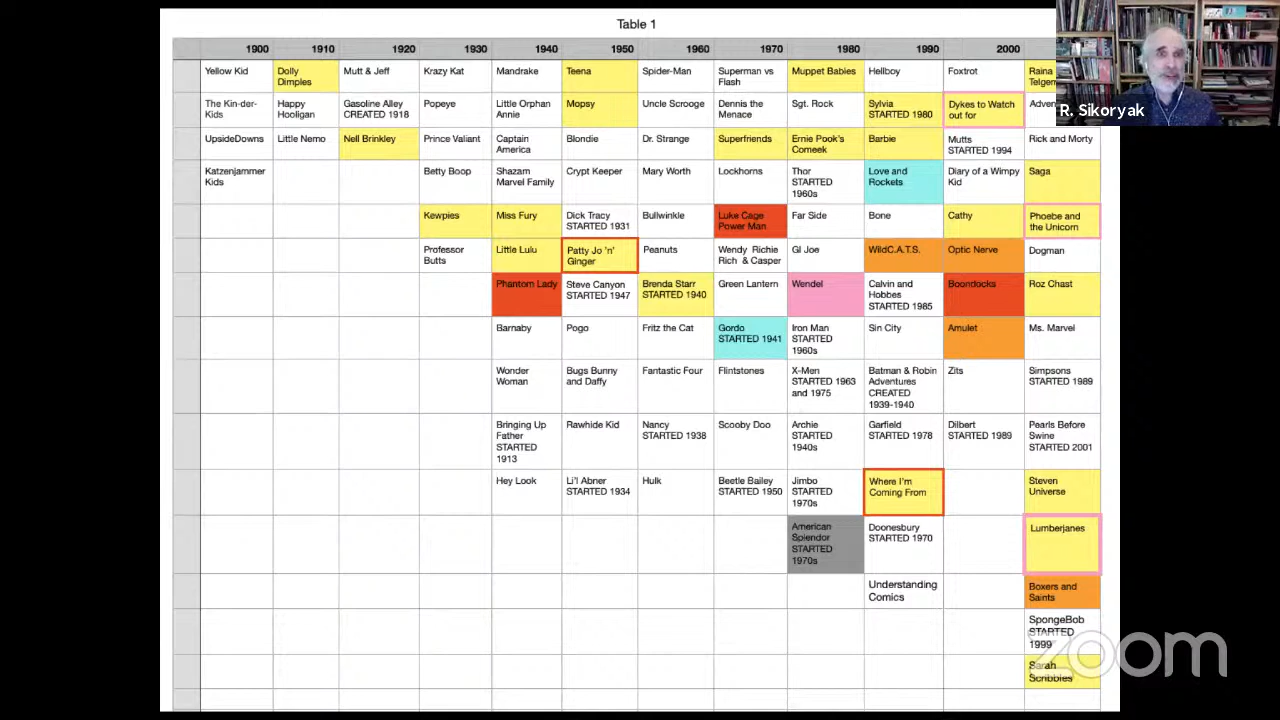 Table 1
1900 1910 1920 1930 1940 1950 1960 1970 1980 1990 2000
Yellow Kid
Dolly
Dimples
Mutt & Jeff
Krazy Kat
Mandrake
Teena
Spider-Man
Superman vs
Flash
Muppet Babies
Hellboy
Foxtrot
Raina
The Kin-der-
Kids
Happy
Hooligan
Gasoline Alley
CREATED 1918
Popeye
Little Orphan
Annie
Mopsy
Uncle Scrooge
Dennis the
Menace
Sgt. Rock
Sylvia
STARTED 1980
Dykes to Watch
out for
R. Sikoryak
UpsideDowns
Little Nemo
Nell Brinkley
Prince Valiant
Captain
America
Blondie
Dr. Strange
Superfriends
Ernie Pook's
Comeek
Barbie
Mutts
STARTED 1994
Rick and Morty
Katzenjammer
Kids
Betty Boop
Shazam
Marvel Family
Crypt Keeper
Mary Worth
Lockhorns
Thor
STARTED
1960s
Love and
Rockets
Diary of a Wimpy
Kid
Saga
Kewpies
Miss Fury
Dick Tracy
STARTED 1931
Bullwinkle
Luke Cage
Power Man
Far Side
Bone
Cathy
Phoebe and
the Unicorn
Professor
Butts
Little Lulu
Patty Jo 'n'
Ginger
Peanuts
Wendy Richie
Rich & Casper
GI Joe
WildC.A.T.S.
Optic Nerve
Dogman
Phantom Lady
Steve Canyon
STARTED 1947
Brenda Starr
STARTED 1940
Green Lantern
Wendel
Calvin and
Hobbes
STARTED 1985
Boondocks
Roz Chast
Barnaby
Pogo
Fritz the Cat
Gordo
STARTED 1941
Iron Man
STARTED
1960s
Sin City
Amulet
Ms. Marvel
Wonder
Woman
Bugs Bunny
and Daffy
Fantastic Four
Flintstones
X-Men
STARTED 1963
and 1975
Batman & Robin
Adventures
CREATED
1939-1940
Zits
Simpsons
STARTED 1989
Bringing Up
Father
STARTED
1913
Rawhide Kid
Nancy
STARTED 1938
Scooby Doo
Archie
STARTED
1940s
Garfield
STARTED 1978
Dilbert
STARTED 1989
Pearls Before
Swine
STARTED 2001
Hey Look
Li'l Abner
STARTED 1934
Hulk
Beetle Bailey
STARTED 1950
Jimbo
STARTED
1970s
Where I'm
Coming From
Steven
Universe
American
Splendor
STARTED
1970s
Doonesbury
STARTED 1970
Lumberjanes
Understanding
Comics
Boxers and
Saints
SpongeBob
STARTED
1999
Sarah
Scribbles
zoom